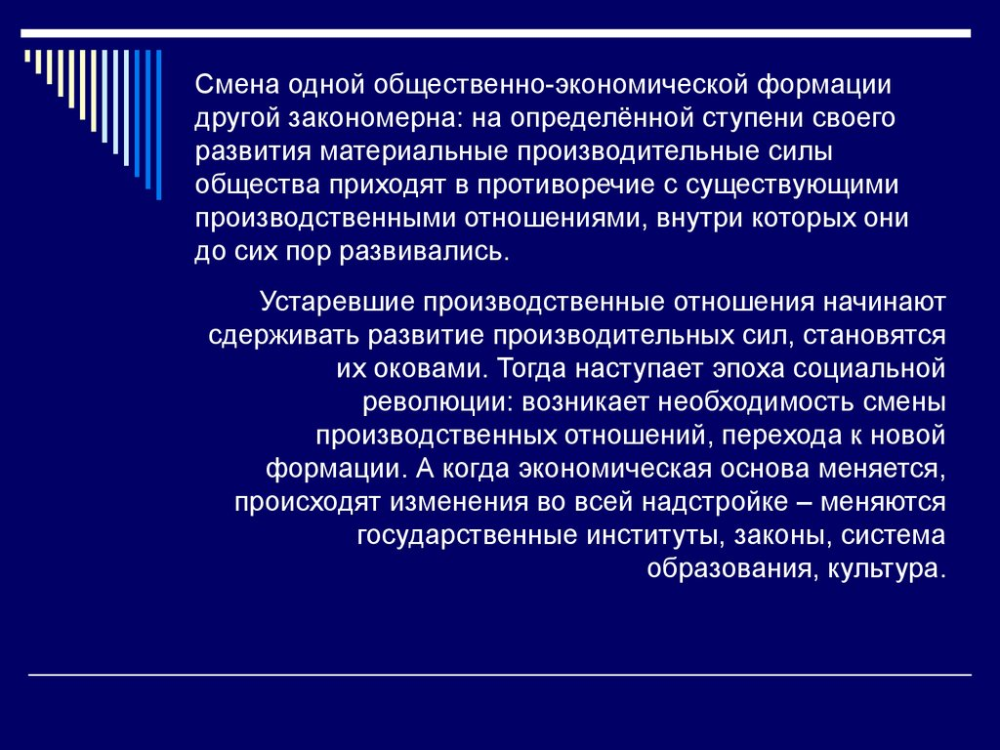 Смена одной общественно-экономической формации
другой закономерна: на определённой ступени своего
развития материальные производительные силы
общества приходят в противоречие с существующими
производственными отношениями, внутри которых они
до сих пор развивались.
Устаревшие производственные отношения начинают
сдерживать развитие производительных сил, становятся
их оковами. Тогда наступает эпоха социальной
революции: возникает необходимость смены
производственных отношений, перехода к новой
формации. А когда экономическая основа меняется,
происходят изменения во всей надстройке – меняются
государственные институты, законы, система
образования, культура.